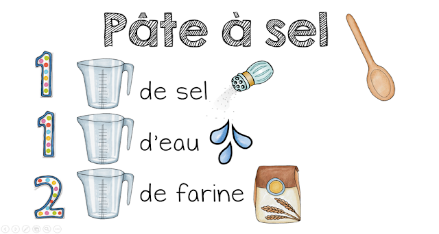 Pâte à sel
1 de sel
1 d'eau
2 de farine